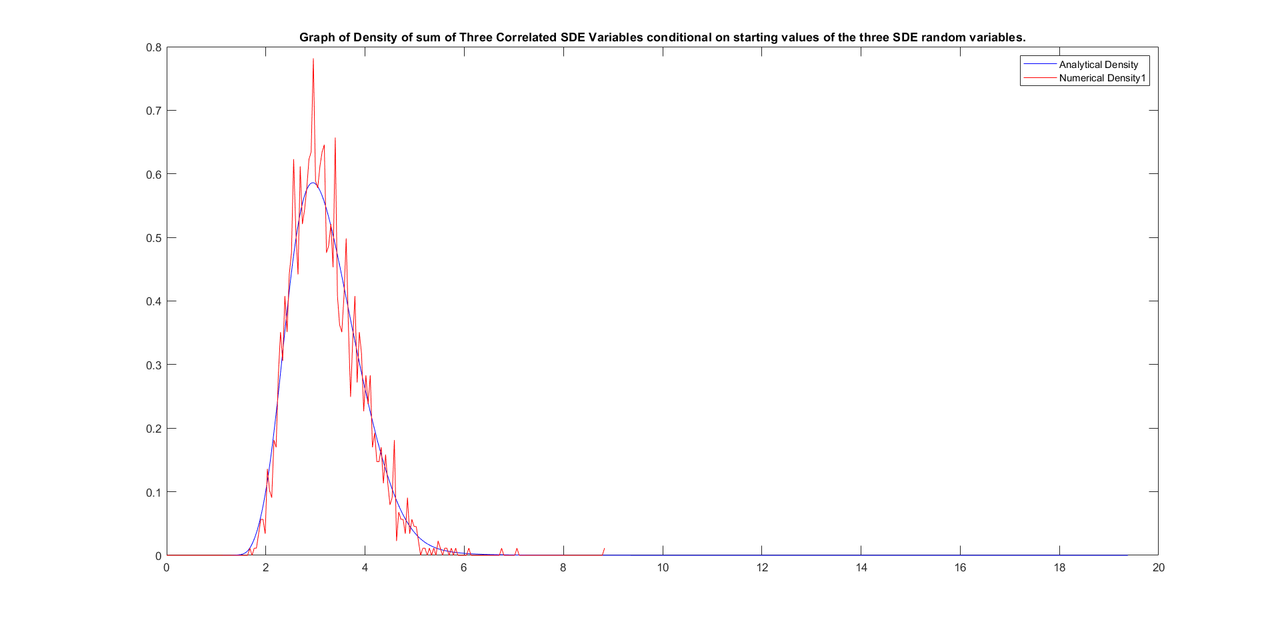 Graph of Density of sum of Three Correlated SDE Variables conditional on starting values of the three SDE random variables.
Analytical Density
Numerical Density1
0.8
0.7
0.6
0.5
0.4
0.3
0.2
0.1
0
0 2 4 6 8 10 12 14 16 18 20